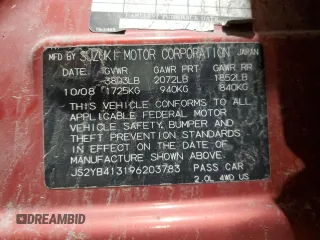 MFD BY SUZUKI MOTOR CORPORATION JAPAN
DATE GVWR GAWR FRT GAWR RR
3803LB 2072LB 1852LB
10/08 1725KG 940KG 840KG
THIS VEHICLE CONFORMS TO ALL
APPLICABLE FEDERAL MOTOR
VEHICLE SAFETY, BUMPER AND
THEFT PREVENTION STANDARDS
IN EFFECT ON THE DATE OF
MANUFACTURE SHOWN ABOVE.
JS2YB413196203783 PASS CAR
2.0L 4WD US
DREAMBID